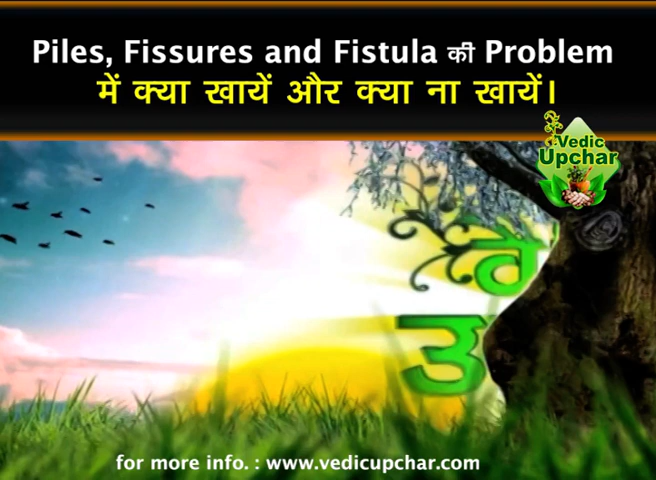 Piles, Fissures and Fistula की Problem
में क्या खायें और क्या ना खायें।
Vedic
Upchar
वै
उ
for more info. : www.vedicupchar.com